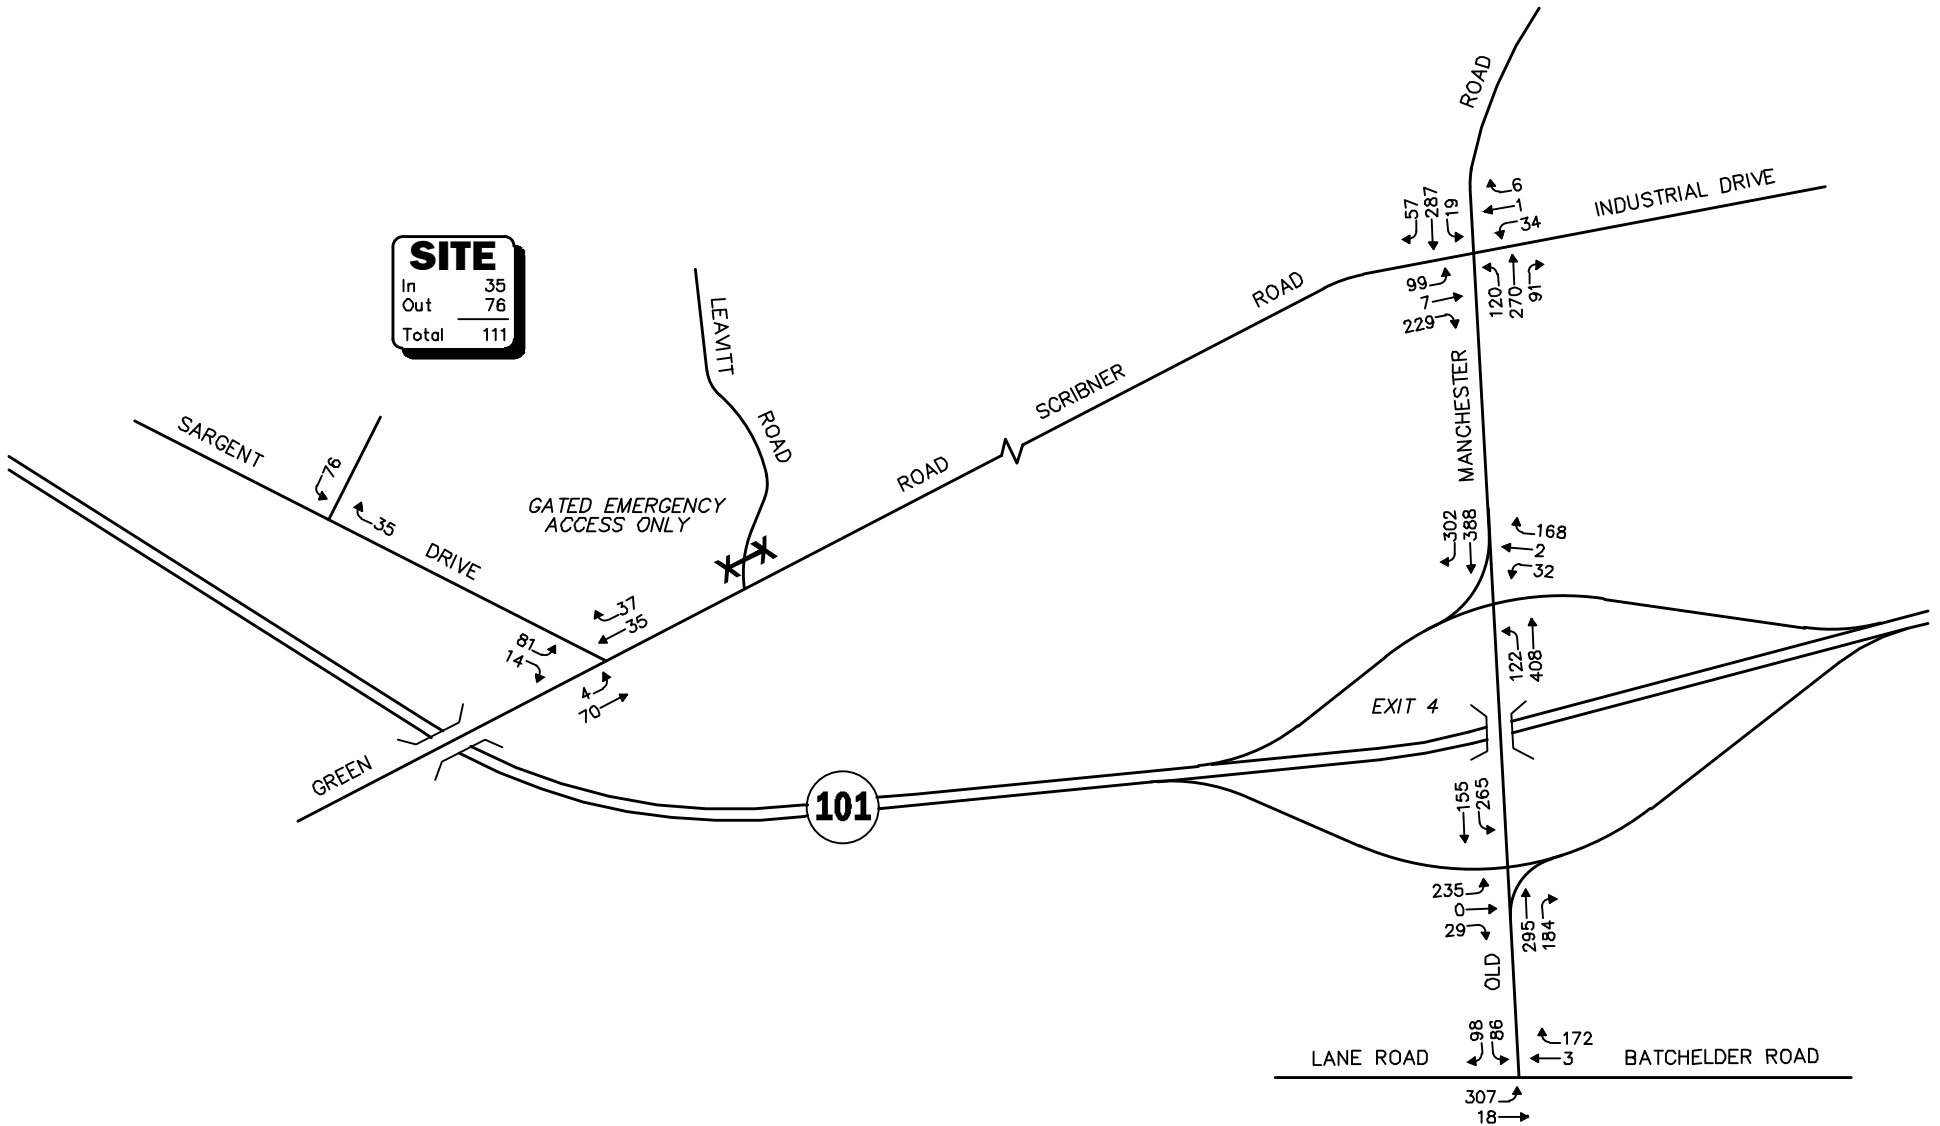 ROAD
6
1
34
INDUSTRIAL DRIVE
57
287
19
SITE
In 35
Out 76
Total 111
99
7
229
120
270
91
LEAVITT
ROAD
SCRIBNER
ROAD
ROAD
MANCHESTER
SARGENT
DRIVE
76
35
GATED EMERGENCY
ACCESS ONLY
302
388
168
2
32
37
35
81
14
4
70
122
408
EXIT 4
GREEN
101
155
265
235
0
29
295
184
OLD
98
86
172
3
LANE ROAD
BATCHELDER ROAD
307
18